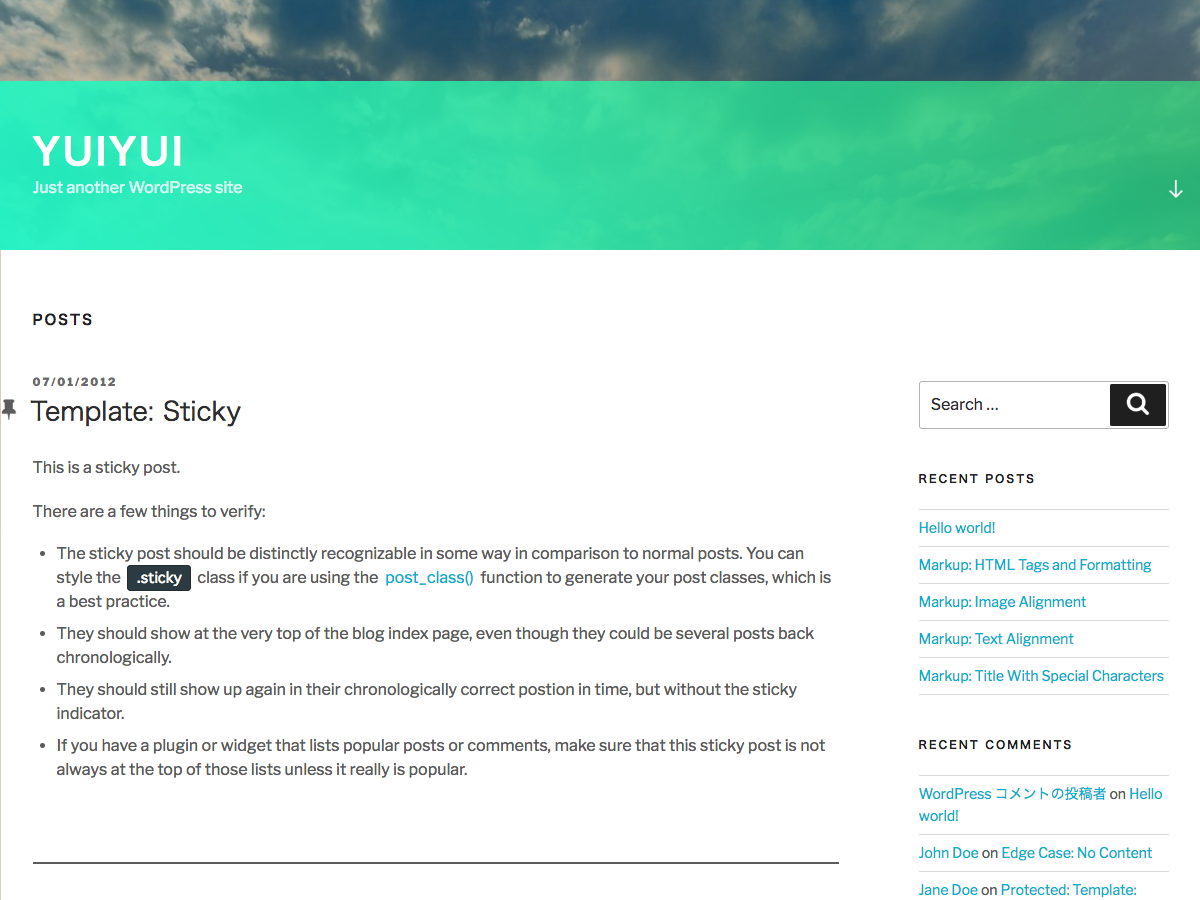 YUIYUI
Just another WordPress site
POSTS
07/01/2012
Template: Sticky
This is a sticky post.
There are a few things to verify:
• The sticky post should be distinctly recognizable in some way in comparison to normal posts. You can
style the .sticky class if you are using the post_class() function to generate your post classes, which is
a best practice.
• They should show at the very top of the blog index page, even though they could be several posts back
chronologically.
• They should still show up again in their chronologically correct postion in time, but without the sticky
indicator.
• If you have a plugin or widget that lists popular posts or comments, make sure that this sticky post is not
always at the top of those lists unless it really is popular.
Search ...
RECENT POSTS
Hello world!
Markup: HTML Tags and Formatting
Markup: Image Alignment
Markup: Text Alignment
Markup: Title With Special Characters
RECENT COMMENTS
WordPress コメントの投稿者 on Hello
world!
John Doe on Edge Case: No Content
Jane Doe on Protected: Template: